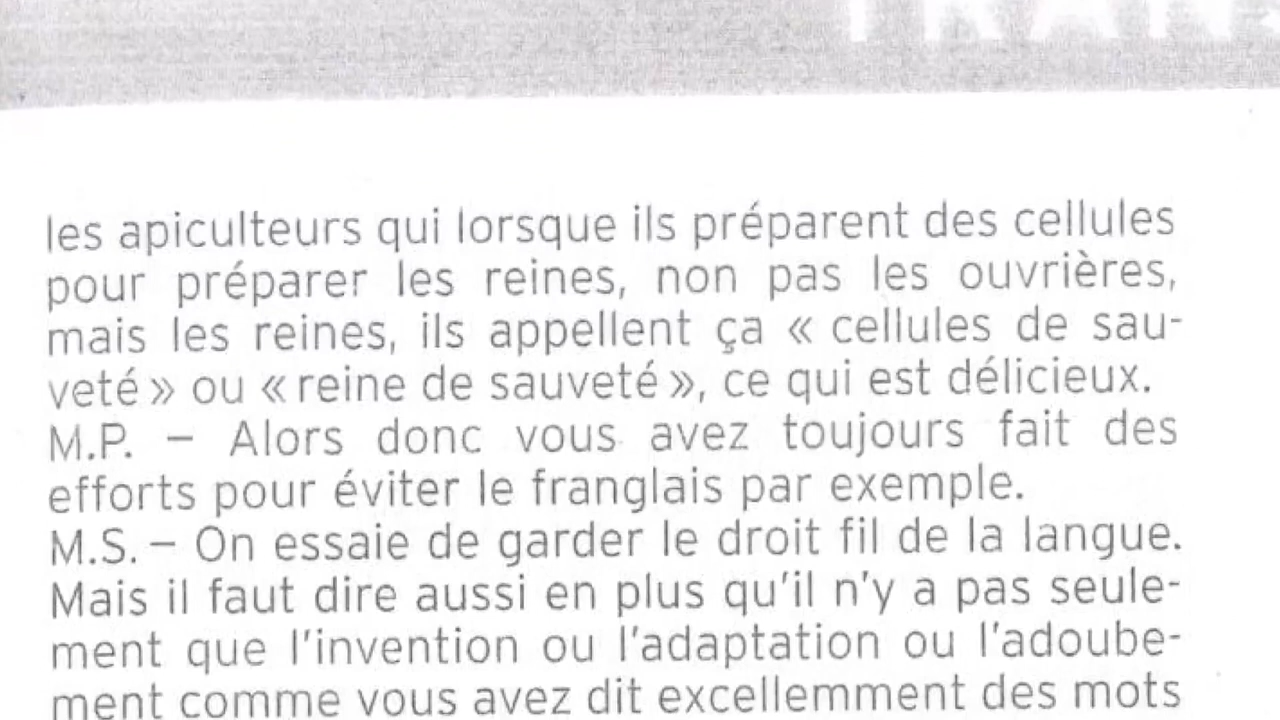 TRANS
les apiculteurs qui lorsque ils préparent des cellules
pour préparer les reines, non pas les ouvrières,
mais les reines, ils appellent ça « cellules de sau-
veté » ou « reine de sauveté », ce qui est délicieux.
M.P. – Alors donc vous avez toujours fait des
efforts pour éviter le franglais par exemple.
M.S. – On essaie de garder le droit fil de la langue.
Mais il faut dire aussi en plus qu'il n'y a pas seule-
ment que l'invention ou l'adaptation ou l'adoube-
ment comme vous avez dit excellemment des mots